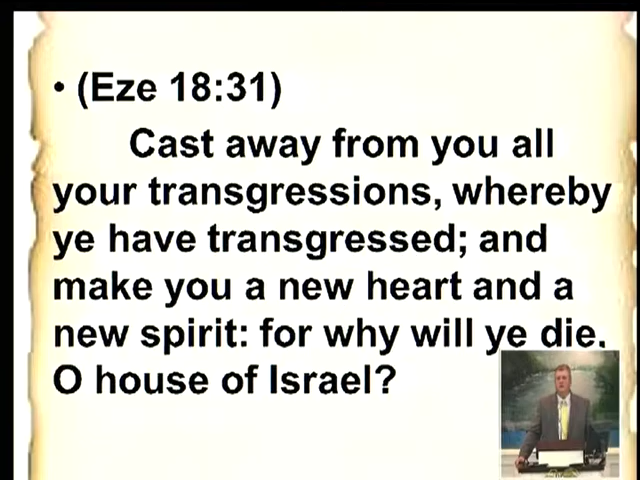 • (Eze 18:31)
Cast away from you all
your transgressions, whereby
ye have transgressed; and
make you a new heart and a
new spirit: for why will ye die,
O house of Israel?